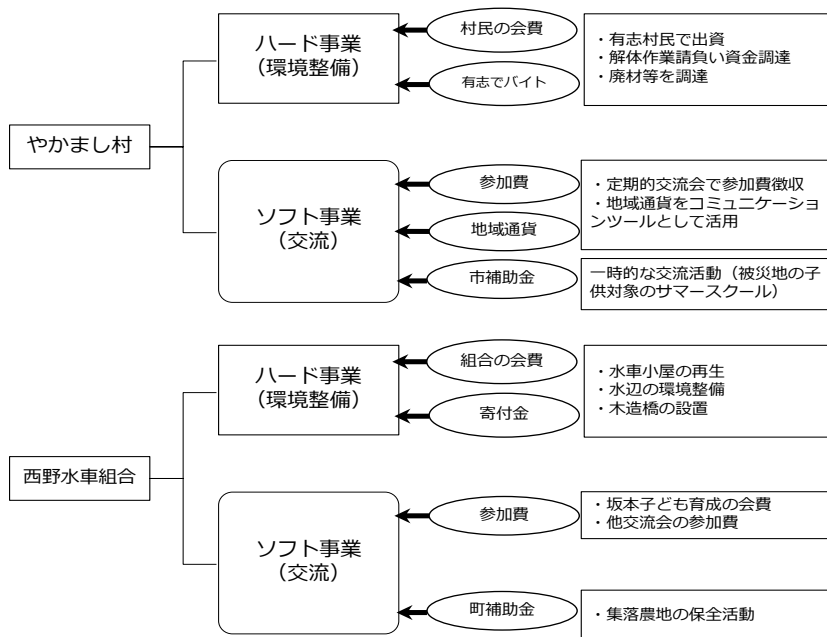 ハード事業
(環境整備)
村民の会費
有志でバイト
・有志村民で出資
・解体作業請負い資金調達
・廃材等を調達
やかまし村
ソフト事業
(交流)
参加費
地域通貨
市補助金
・定期的交流会で参加費徴収
・地域通貨をコミュニケーショ
ンツールとして活用
一時的な交流活動(被災地の子
供対象のサマースクール)
ハード事業
(環境整備)
組合の会費
寄付金
・水車小屋の再生
・水辺の環境整備
・木造橋の設置
西野水車組合
ソフト事業
(交流)
参加費
町補助金
・坂本子ども育成の会費
・他交流会の参加費
・集落農地の保全活動